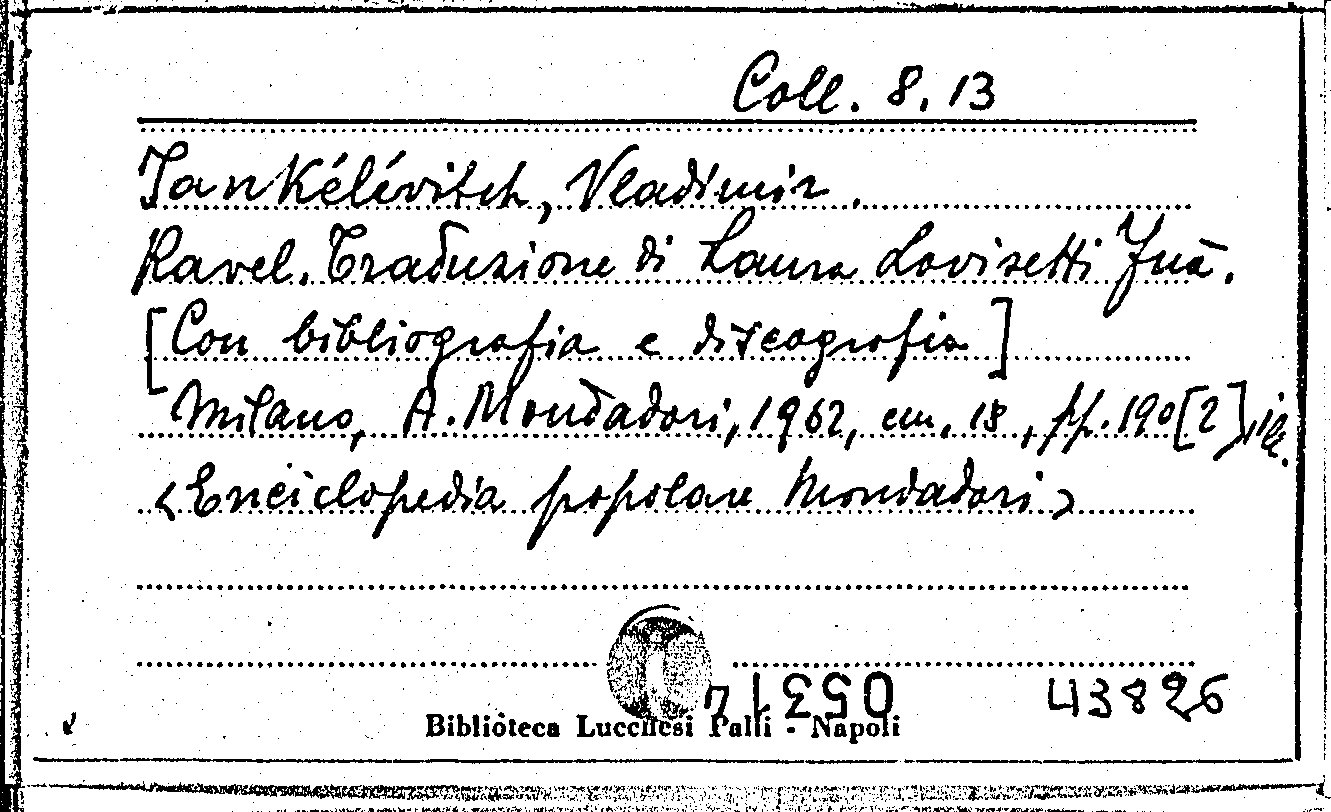 Coll. 8.13
Jankélévitch, Vladimir.
Ravel. Traduzione di Laura Lovisetti Fuà.
[Con bibliografia e discografia]
Milano, A. Mondadori, 1962, cm. 18, pp. 190 [2], ill.
<Enciclopedia popolare Mondadori>
43826
Biblioteca Lucchesi Palli - Napoli